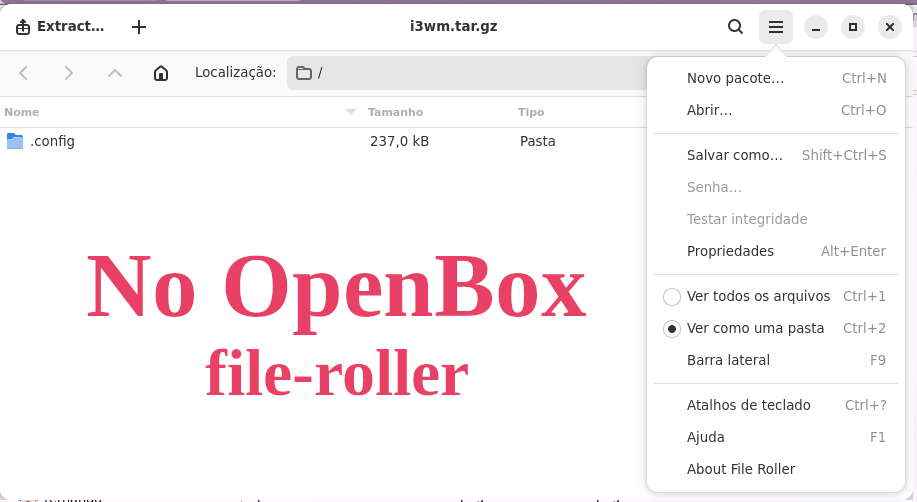 Extract…
i3wm.tar.gz
Localização: /
Nome Tamanho Tipo
.config 237,0 kB Pasta
No OpenBox
file-roller
Novo pacote… Ctrl+N
Abrir… Ctrl+O
Salvar como… Shift+Ctrl+S
Senha…
Testar integridade
Propriedades Alt+Enter
Ver todos os arquivos Ctrl+1
Ver como uma pasta Ctrl+2
Barra lateral F9
Atalhos de teclado Ctrl+?
Ajuda F1
About File Roller